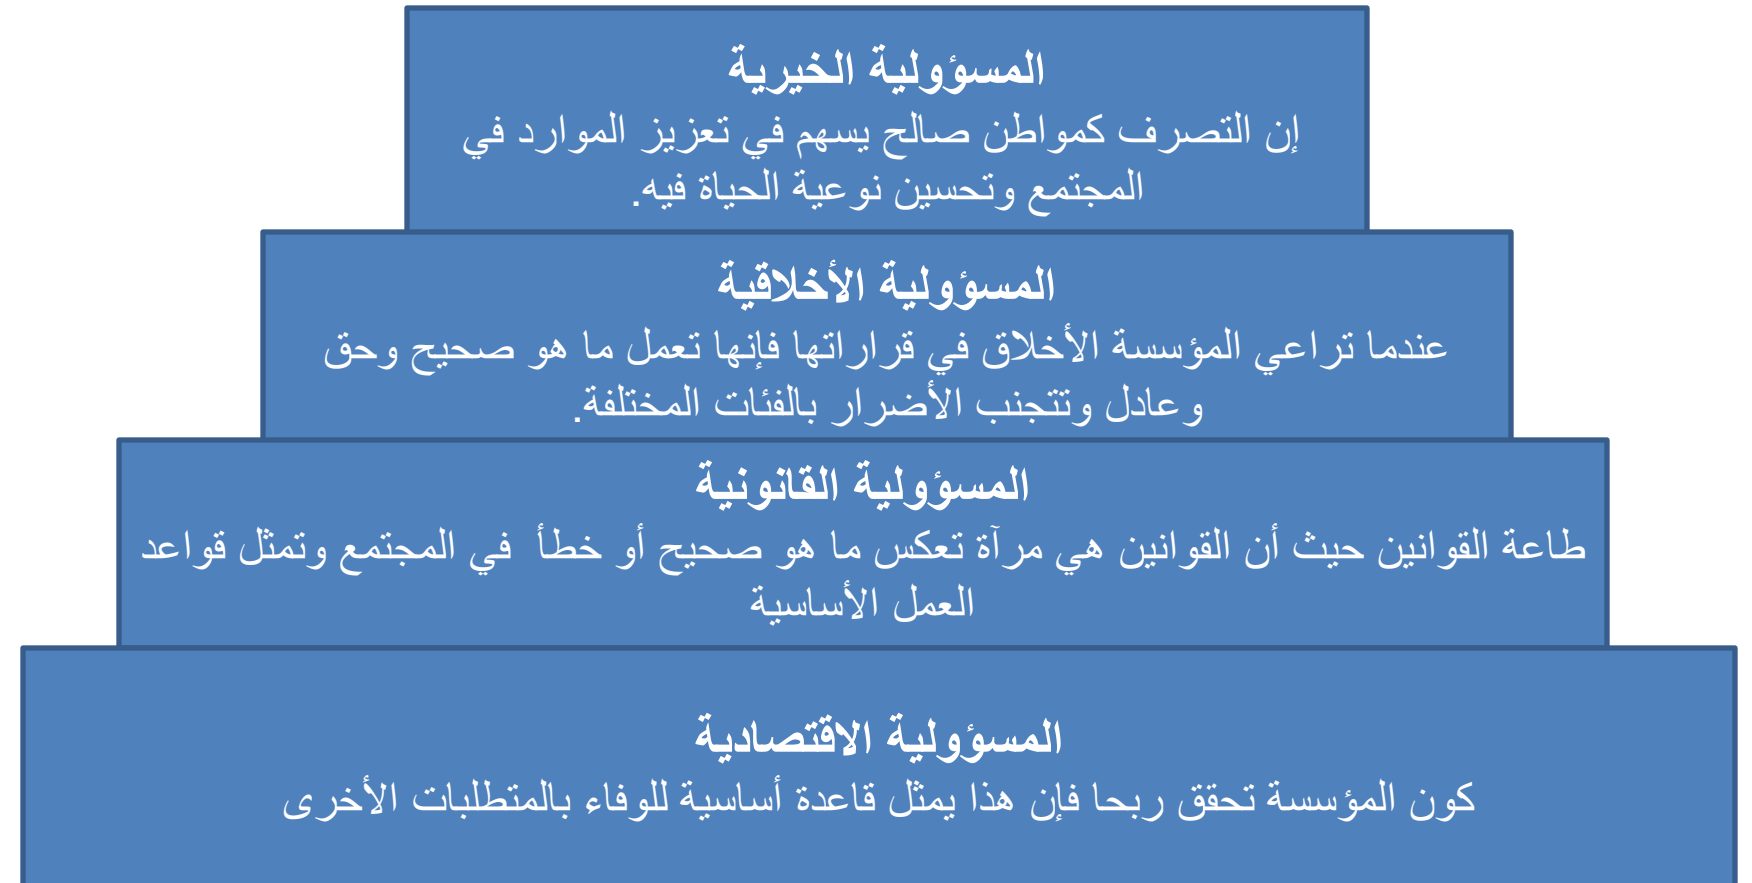 المسؤولية الخيرية
إن التصرف كمواطن صالح يسهم في تعزيز الموارد في
المجتمع وتحسين نوعية الحياة فيه.
المسؤولية الأخلاقية
عندما تراعي المؤسسة الأخلاق في قراراتها فإنها تعمل ما هو صحيح وحق
وعادل وتتجنب الأضرار بالفئات المختلفة.
المسؤولية القانونية
طاعة القوانين حيث أن القوانين هي مرآة تعكس ما هو صحيح أو خطأ في المجتمع وتمثل قواعد
العمل الأساسية
المسؤولية الاقتصادية
كون المؤسسة تحقق ربحا فإن هذا يمثل قاعدة أساسية للوفاء بالمتطلبات الأخرى